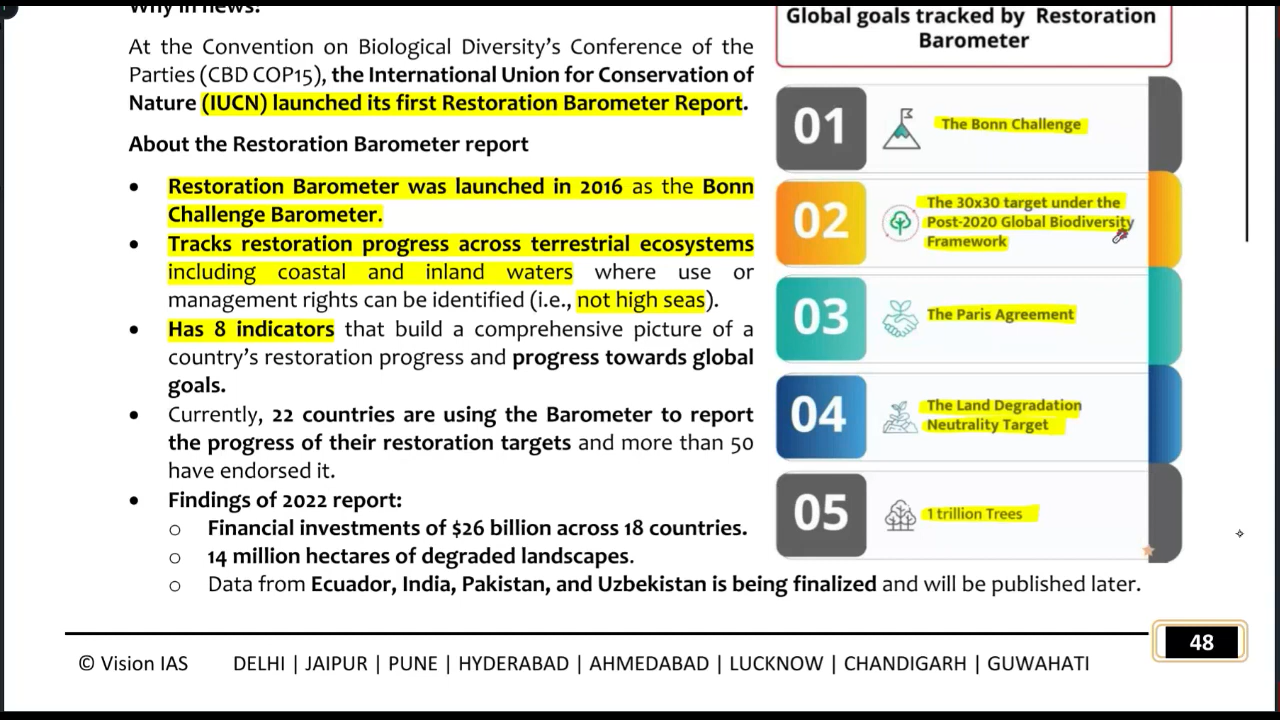 Why in news?
At the Convention on Biological Diversity's Conference of the
Parties (CBD COP15), the International Union for Conservation of
Nature (IUCN) launched its first Restoration Barometer Report.
About the Restoration Barometer report
• Restoration Barometer was launched in 2016 as the Bonn
Challenge Barometer.
• Tracks restoration progress across terrestrial ecosystems
including coastal and inland waters where use or
management rights can be identified (i.e., not high seas).
• Has 8 indicators that build a comprehensive picture of a
country's restoration progress and progress towards global
goals.
• Currently, 22 countries are using the Barometer to report
the progress of their restoration targets and more than 50
have endorsed it.
• Findings of 2022 report:
o Financial investments of $26 billion across 18 countries.
o 14 million hectares of degraded landscapes.
o Data from Ecuador, India, Pakistan, and Uzbekistan is being finalized and will be published later.
Global goals tracked by Restoration
Barometer
01 The Bonn Challenge
02 The 30x30 target under the
Post-2020 Global Biodiversity
Framework
03 The Paris Agreement
04 The Land Degradation
Neutrality Target
05 1 trillion Trees
48
© Vision IAS DELHI | JAIPUR | PUNE | HYDERABAD | AHMEDABAD | LUCKNOW | CHANDIGARH | GUWAHATI